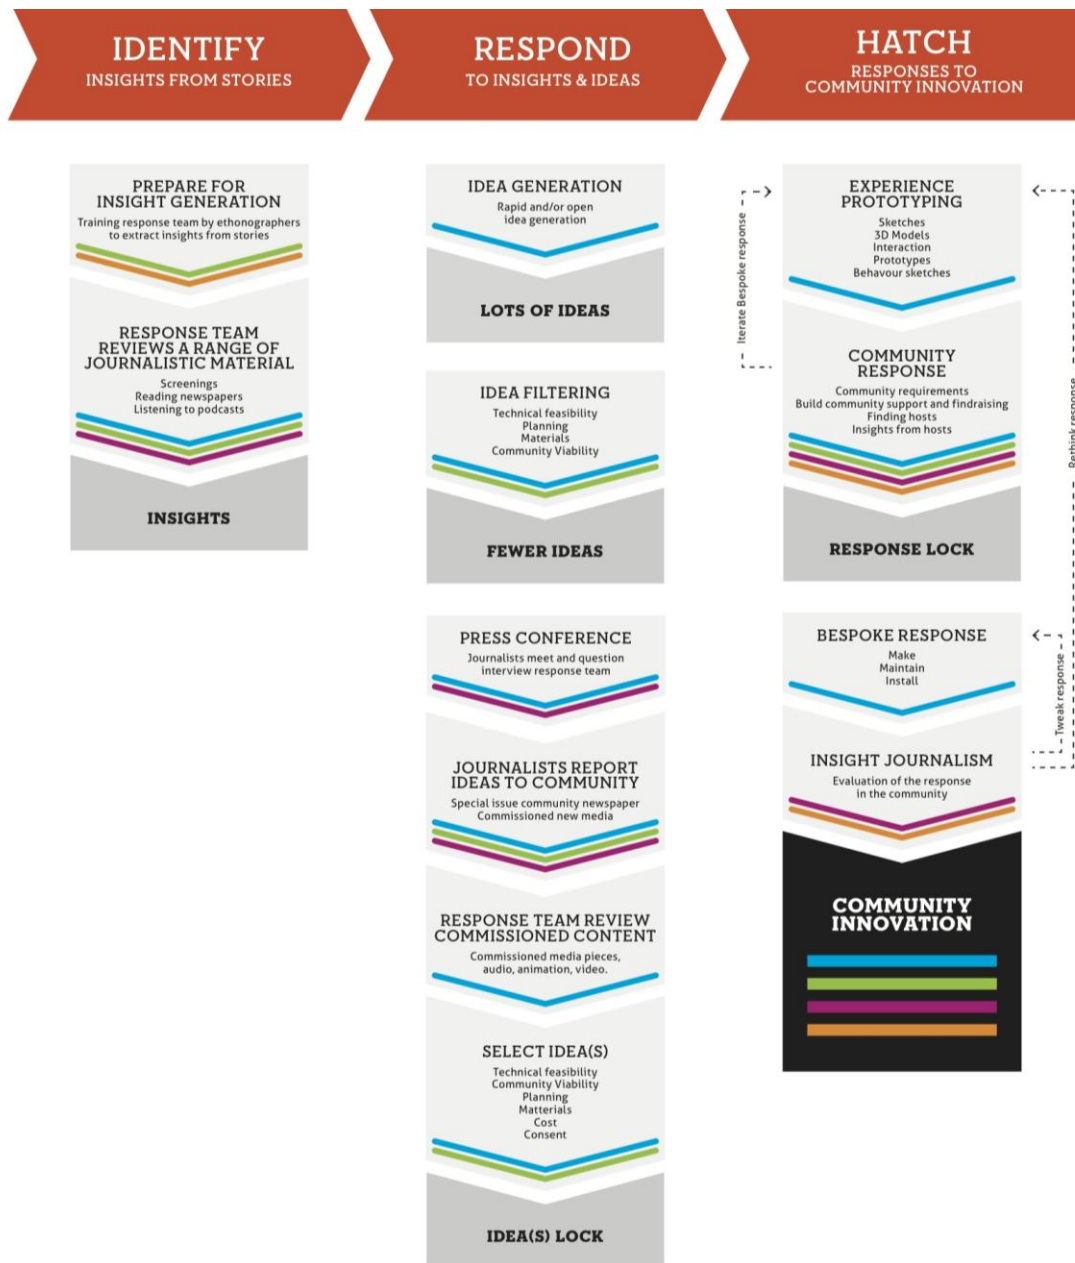 IDENTIFY
INSIGHTS FROM STORIES
RESPOND
TO INSIGHTS & IDEAS
HATCH
RESPONSES TO
COMMUNITY INNOVATION
PREPARE FOR
INSIGHT GENERATION
Training response team by ethonographers
to extract insights from stories
RESPONSE TEAM
REVIEWS A RANGE OF
JOURNALISTIC MATERIAL
Screenings
Reading newspapers
Listening to podcasts
INSIGHTS
IDEA GENERATION
Rapid and/or open
idea generation
LOTS OF IDEAS
IDEA FILTERING
Technical feasibility
Planning
Materials
Community Viability
FEWER IDEAS
PRESS CONFERENCE
Journalists meet and question
interview response team
JOURNALISTS REPORT
IDEAS TO COMMUNITY
Special issue community newspaper
Commissioned new media
RESPONSE TEAM REVIEW
COMMISSIONED CONTENT
Commissioned media pieces,
audio, animation, video.
SELECT IDEA(S)
Technical feasibility
Community Viability
Planning
Matterials
Cost
Consent
IDEA(S) LOCK
EXPERIENCE
PROTOTYPING
Sketches
3D Models
Interaction
Prototypes
Behavour sketches
Iterate Bespoke response
COMMUNITY
RESPONSE
Community requirements
Build community support and findraising
Finding hosts
Insights from hosts
RESPONSE LOCK
Rethink response
BESPOKE RESPONSE
Make
Maintain
Install
Tweak response
INSIGHT JOURNALISM
Evaluation of the response
in the community
COMMUNITY
INNOVATION